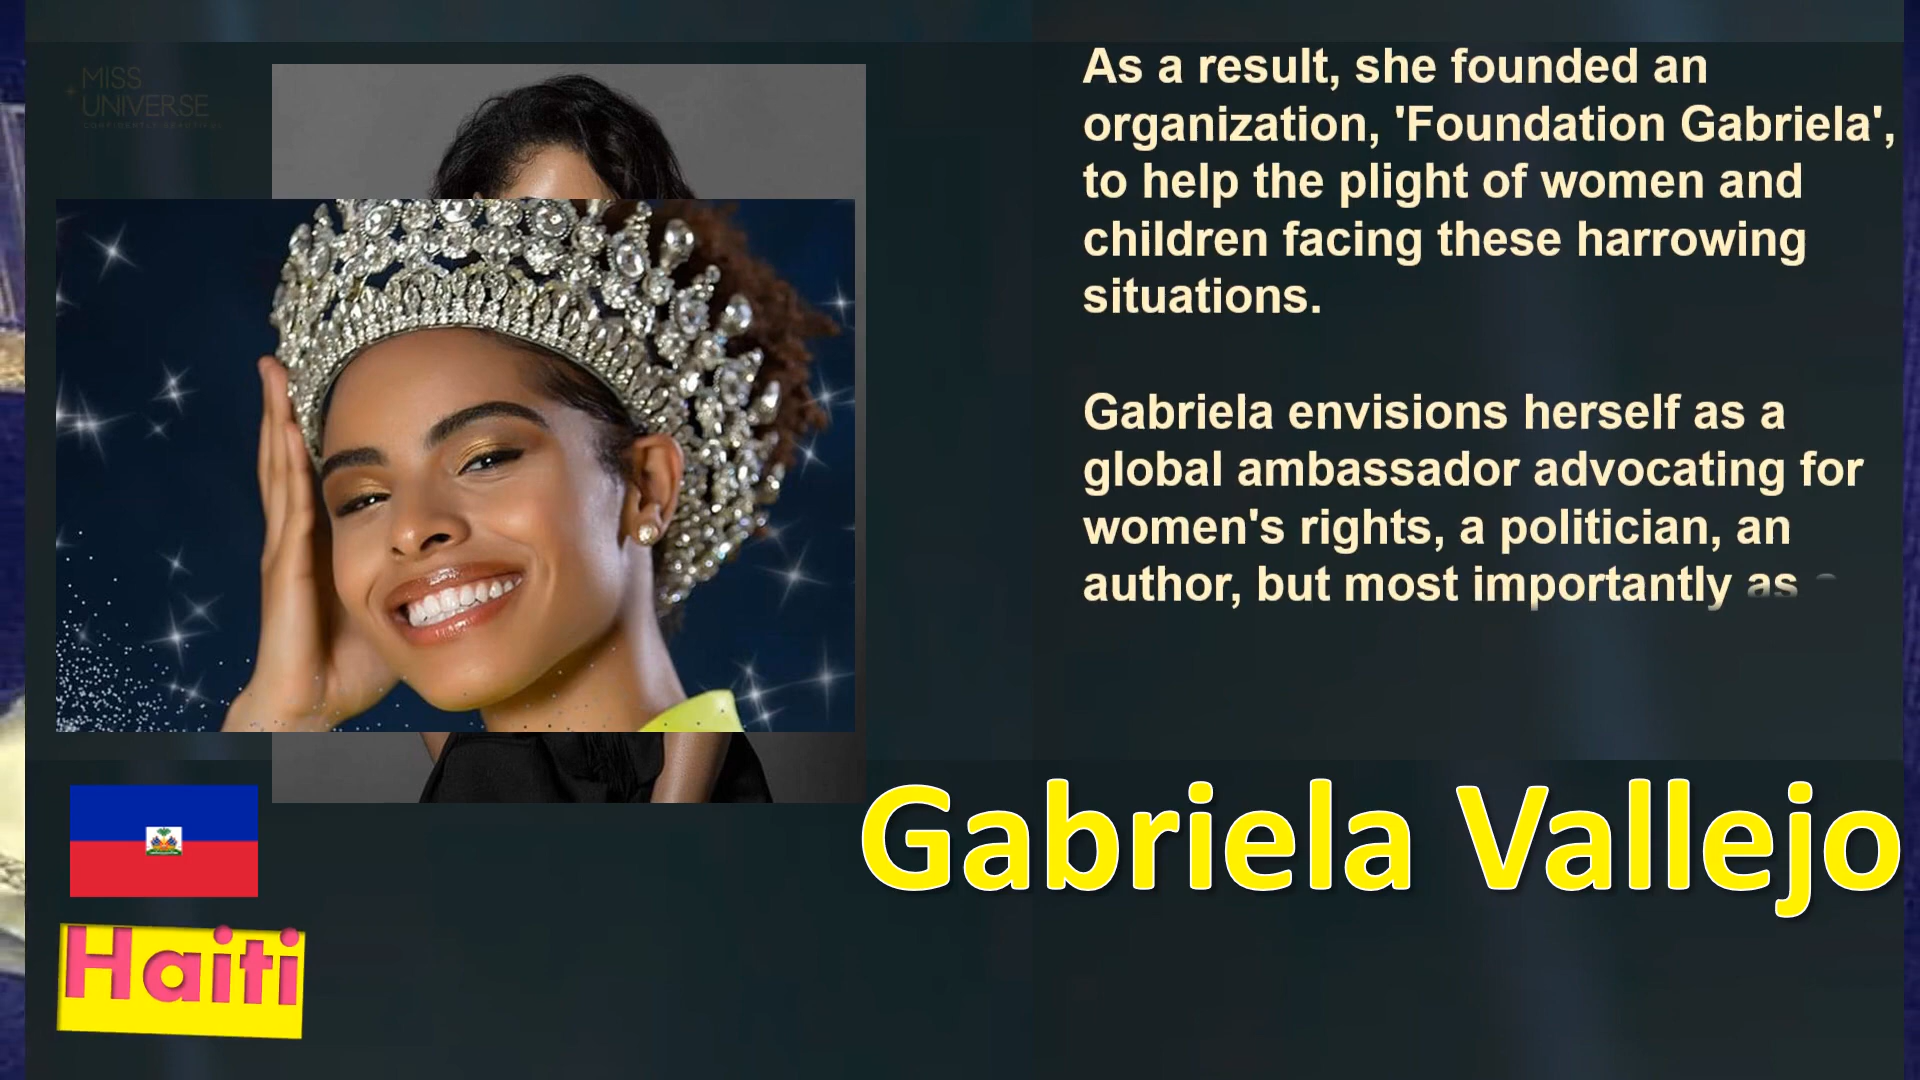 MISS
UNIVERSE
CONFIDENTLY BEAUTIFUL
As a result, she founded an
organization, 'Foundation Gabriela',
to help the plight of women and
children facing these harrowing
situations.
Gabriela envisions herself as a
global ambassador advocating for
women's rights, a politician, an
author, but most importantly as
Gabriela Vallejo
Haiti